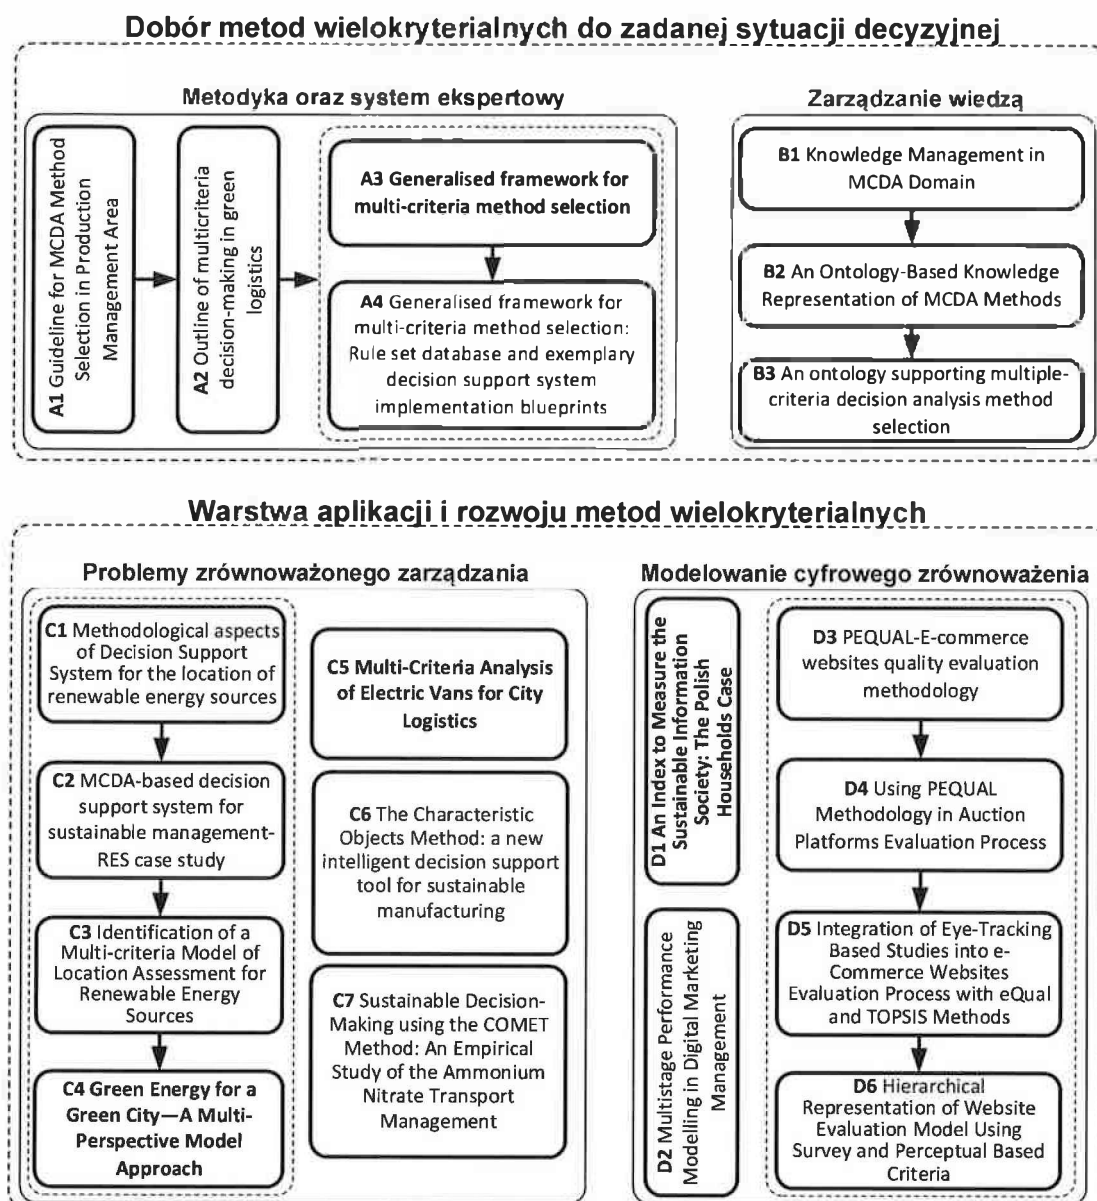 Dobór metod wielokryterialnych do zadanej sytuacji decyzyjnej
Metodyka oraz system ekspertowy
A1 Guideline for MCDA Method
Selection in Production
Management Area
A2 Outline of multicriteria
decision-making in green
logistics
A3 Generalised framework for
multi-criteria method selection
A4 Generalised framework for
multi-criteria method selection:
Rule set database and exemplary
decision support system
implementation blueprints
Zarządzanie wiedzą
B1 Knowledge Management in
MCDA Domain
B2 An Ontology-Based Knowledge
Representation of MCDA Methods
B3 An ontology supporting multiple-
criteria decision analysis method
selection
Warstwa aplikacji i rozwoju metod wielokryterialnych
Problemy zrównoważonego zarządzania
C1 Methodological aspects
of Decision Support
System for the location of
renewable energy sources
C2 MCDA-based decision
support system for
sustainable management-
RES case study
C3 Identification of a
Multi-criteria Model of
Location Assessment for
Renewable Energy
Sources
C4 Green Energy for a
Green City—A Multi-
Perspective Model
Approach
C5 Multi-Criteria Analysis
of Electric Vans for City
Logistics
C6 The Characteristic
Objects Method: a new
intelligent decision support
tool for sustainable
manufacturing
C7 Sustainable Decision-
Making using the COMET
Method: An Empirical
Study of the Ammonium
Nitrate Transport
Management
Modelowanie cyfrowego zrównoważenia
D1 An Index to Measure the
Sustainable Information
Society: The Polish
Households Case
D2 Multistage Performance
Modelling in Digital Marketing
Management
D3 PEQUAL-E-commerce
websites quality evaluation
methodology
D4 Using PEQUAL
Methodology in Auction
Platforms Evaluation Process
D5 Integration of Eye-Tracking
Based Studies into e-
Commerce Websites
Evaluation Process with eQual
and TOPSIS Methods
D6 Hierarchical
Representation of Website
Evaluation Model Using
Survey and Perceptual Based
Criteria